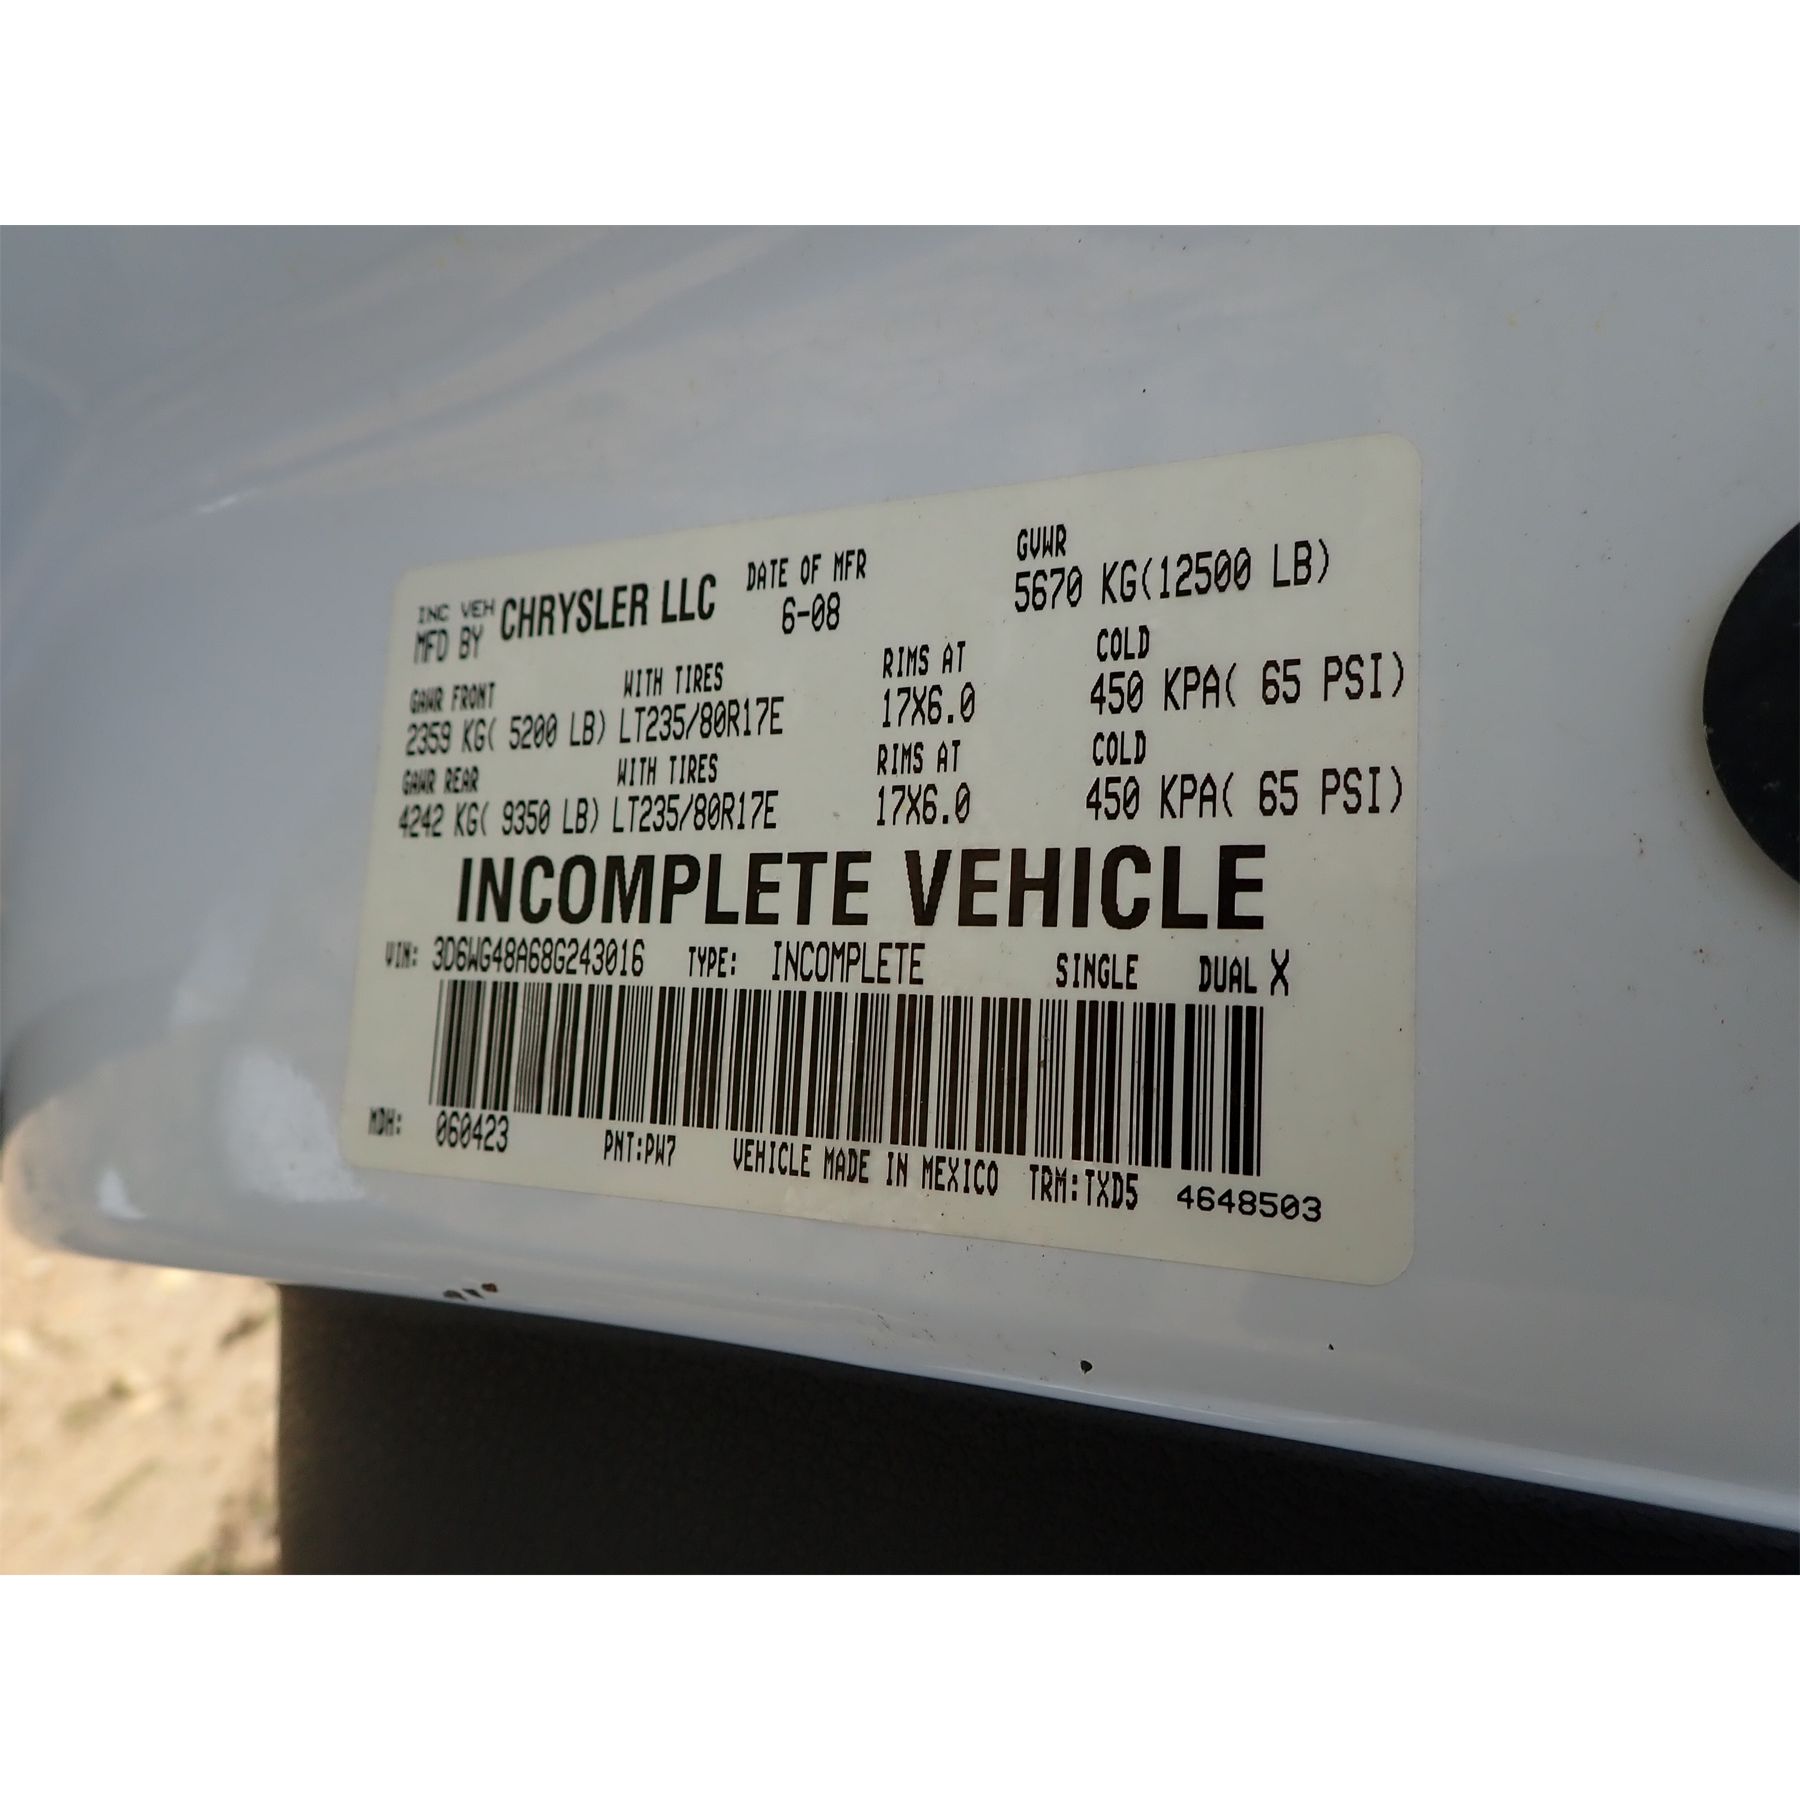 INC VEH
MFD BY CHRYSLER LLC
DATE OF MFR
6-08
GVWR
5670 KG(12500 LB)
GAWR FRONT WITH TIRES RIMS AT COLD
2359 KG( 5200 LB) LT235/80R17E 17X6.0 450 KPA( 65 PSI)
GAWR REAR WITH TIRES RIMS AT COLD
4242 KG( 9350 LB) LT235/80R17E 17X6.0 450 KPA( 65 PSI)
INCOMPLETE VEHICLE
VIN: 3D6WG48A68G243016 TYPE: INCOMPLETE SINGLE DUAL X
MDH: 060423 PNT:PW7 VEHICLE MADE IN MEXICO TRM:TXD5 4648503